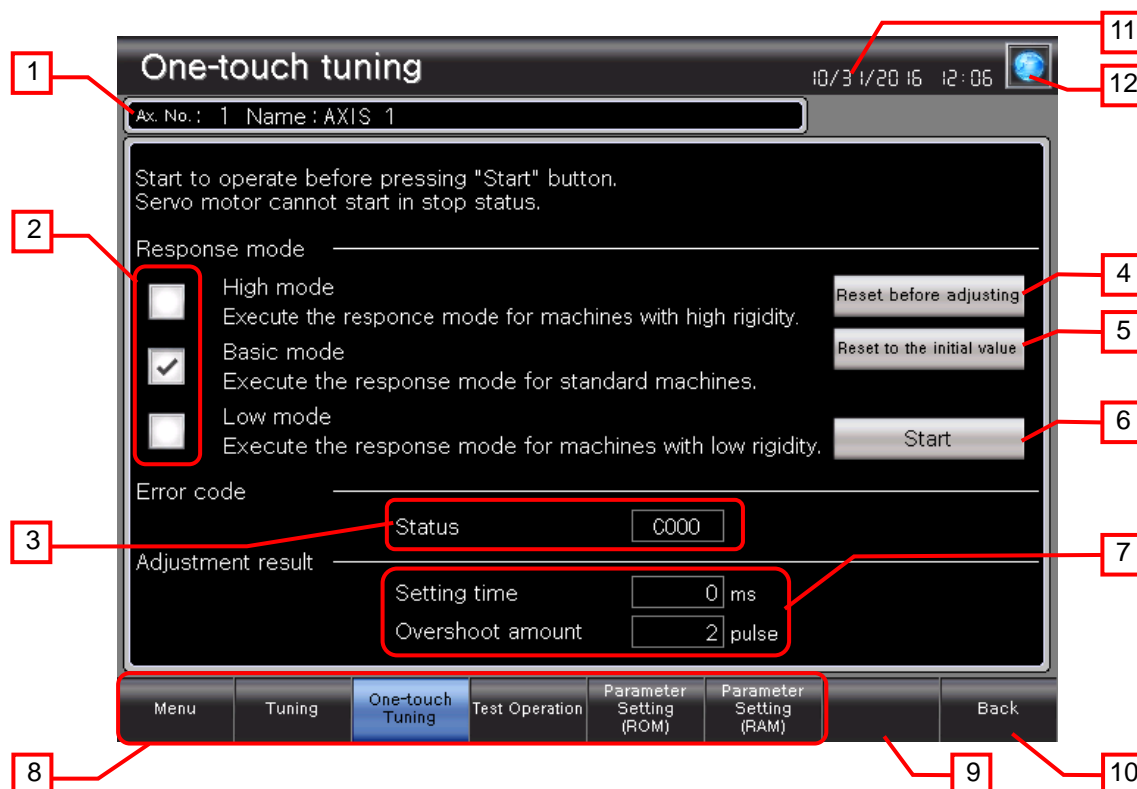 11
One-touch tuning
10/31/2016 12:06
1
12
Ax. No.: 1 Name : AXIS 1
Start to operate before pressing "Start" button.
Servo motor cannot start in stop status.
2
Response mode
High mode
Execute the responce mode for machines with high rigidity.
Reset before adjusting
4
Basic mode
Execute the response mode for standard machines.
Reset to the initial value
5
Low mode
Execute the response mode for machines with low rigidity.
Start
6
Error code
3
Status C000
Adjustment result
7
Setting time 0 ms
Overshoot amount 2 pulse
Menu
Tuning
One-touch
Tuning
Test Operation
Parameter
Setting
(ROM)
Parameter
Setting
(RAM)
Back
8
9
10